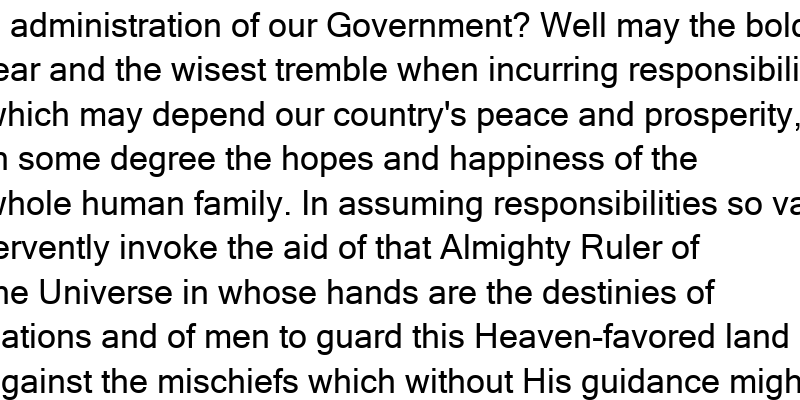 administration of our Government? Well may the bold
ear and the wisest tremble when incurring responsibili
which may depend our country's peace and prosperity,
n some degree the hopes and happiness of the
whole human family. In assuming responsibilities so va
ervently invoke the aid of that Almighty Ruler of
he Universe in whose hands are the destinies of
ations and of men to guard this Heaven-favored land
gainst the mischiefs which without His guidance migh